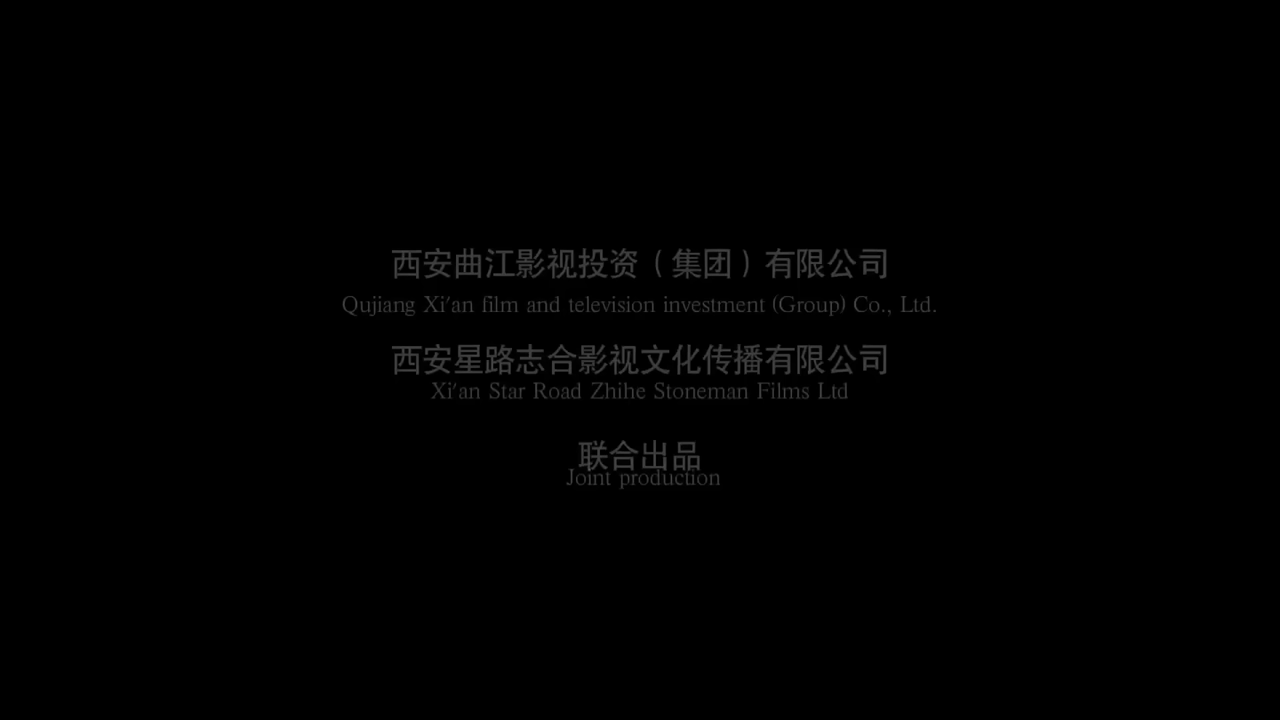 西安曲江影视投资（集团）有限公司
Qujiang Xi'an film and television investment (Group) Co., Ltd.
西安星路志合影视文化传播有限公司
Xi'an Star Road Zhihe Stoneman Films Ltd
联合出品
Joint production